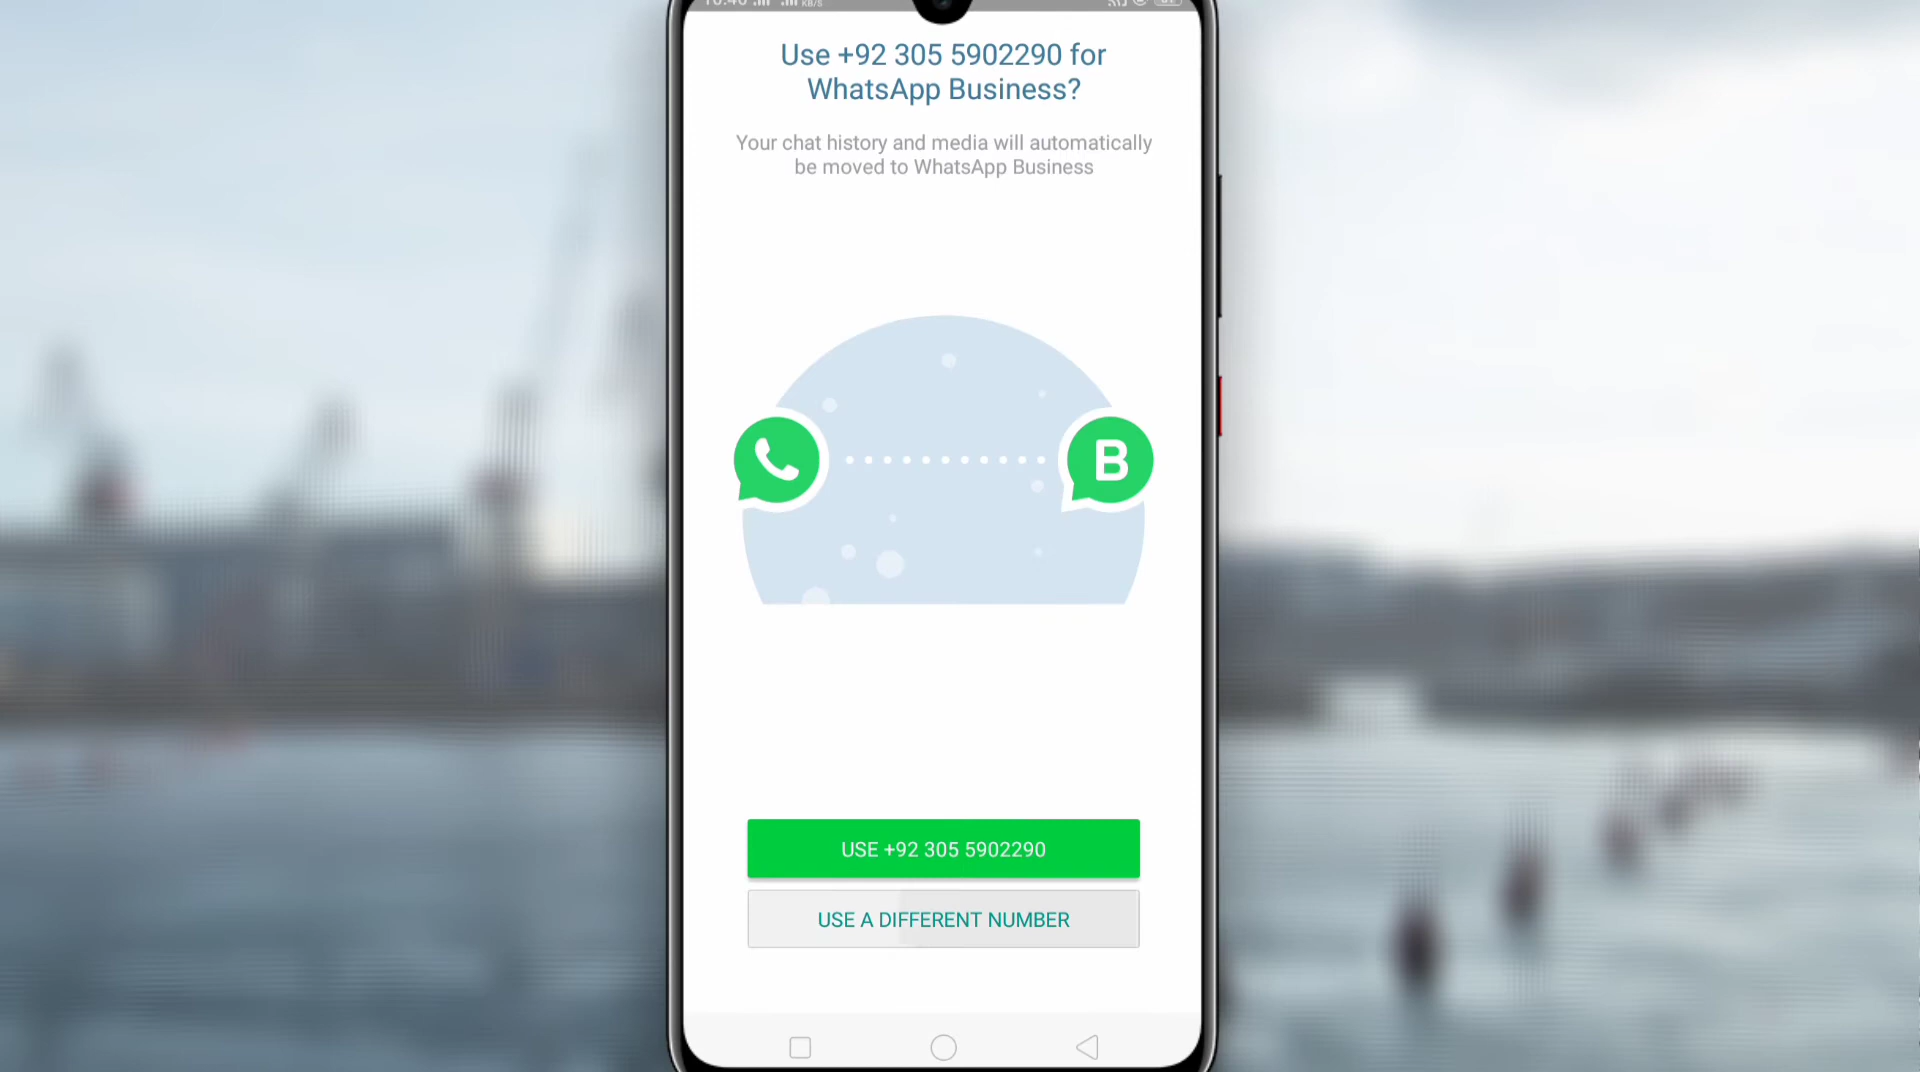 Use +92 305 5902290 for
WhatsApp Business?
Your chat history and media will automatically
be moved to WhatsApp Business
B
USE +92 305 5902290
USE A DIFFERENT NUMBER